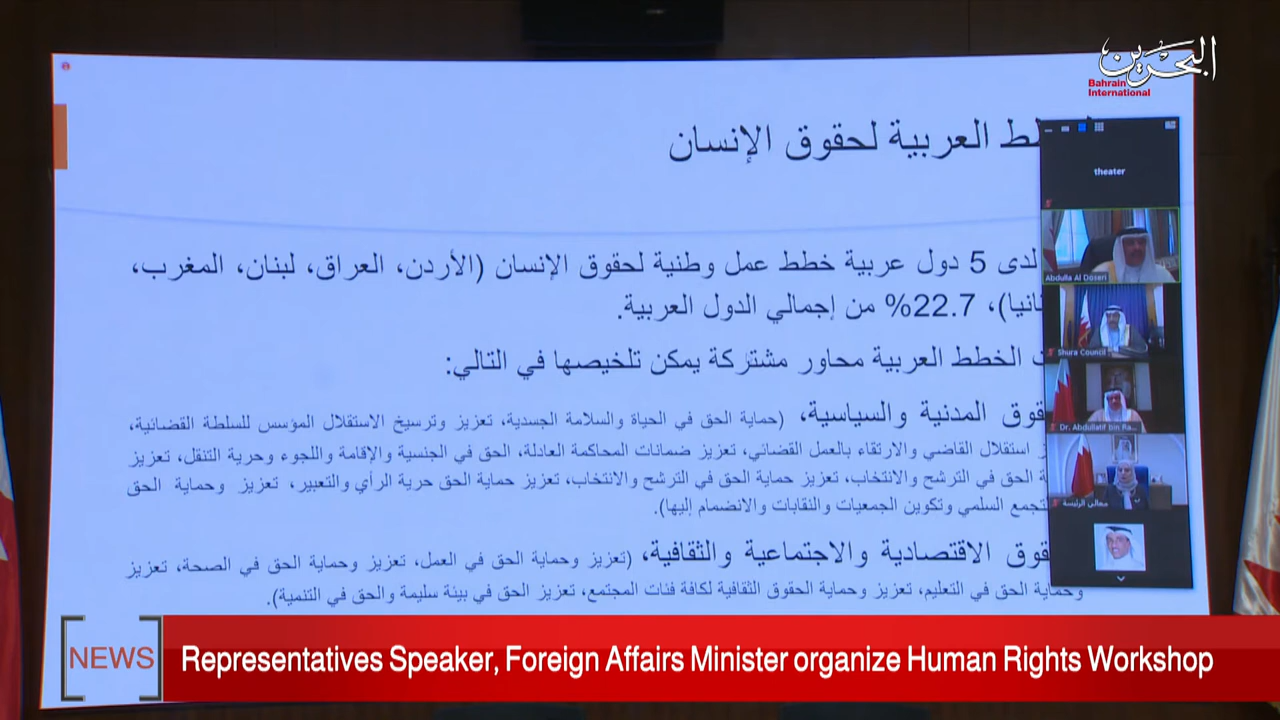 البحرين
Bahrain
International
العربية لحقوق الإنسان
theater
Abdulla Al Doseri
Shura Council
Dr. Abdullatif bin Ra...
معالي الرئيسة
لدى 5 دول عربية خطط عمل وطنية لحقوق الإنسان (الأردن، العراق، لبنان، المغرب،
22.7% من إجمالي الدول العربية.
الخطط العربية محاور مشتركة يمكن تلخيصها في التالي:
المدنية والسياسية، (حماية الحق في الحياة والسلامة الجسدية، تعزيز وترسيخ الاستقلال المؤسس للسلطة القضائية،
استقلال القاضي والارتقاء بالعمل القضائي، تعزيز ضمانات المحاكمة العادلة، الحق في الجنسية والإقامة واللجوء وحرية التنقل، تعزيز
الحق في الترشح والانتخاب، تعزيز حماية الحق في الترشح والانتخاب، تعزيز حماية الحق حرية الرأي والتعبير، تعزيز وحماية الحق
السلمي وتكوين الجمعيات والنقابات والانضمام إليها).
الاقتصادية والاجتماعية والثقافية، (تعزيز وحماية الحق في العمل، تعزيز وحماية الحق في الصحة، تعزيز
وحماية الحق في التعليم، تعزيز وحماية الحقوق الثقافية لكافة فئات المجتمع، تعزيز الحق في بيئة سليمة والحق في التنمية).
NEWS
Representatives Speaker, Foreign Affairs Minister organize Human Rights Workshop